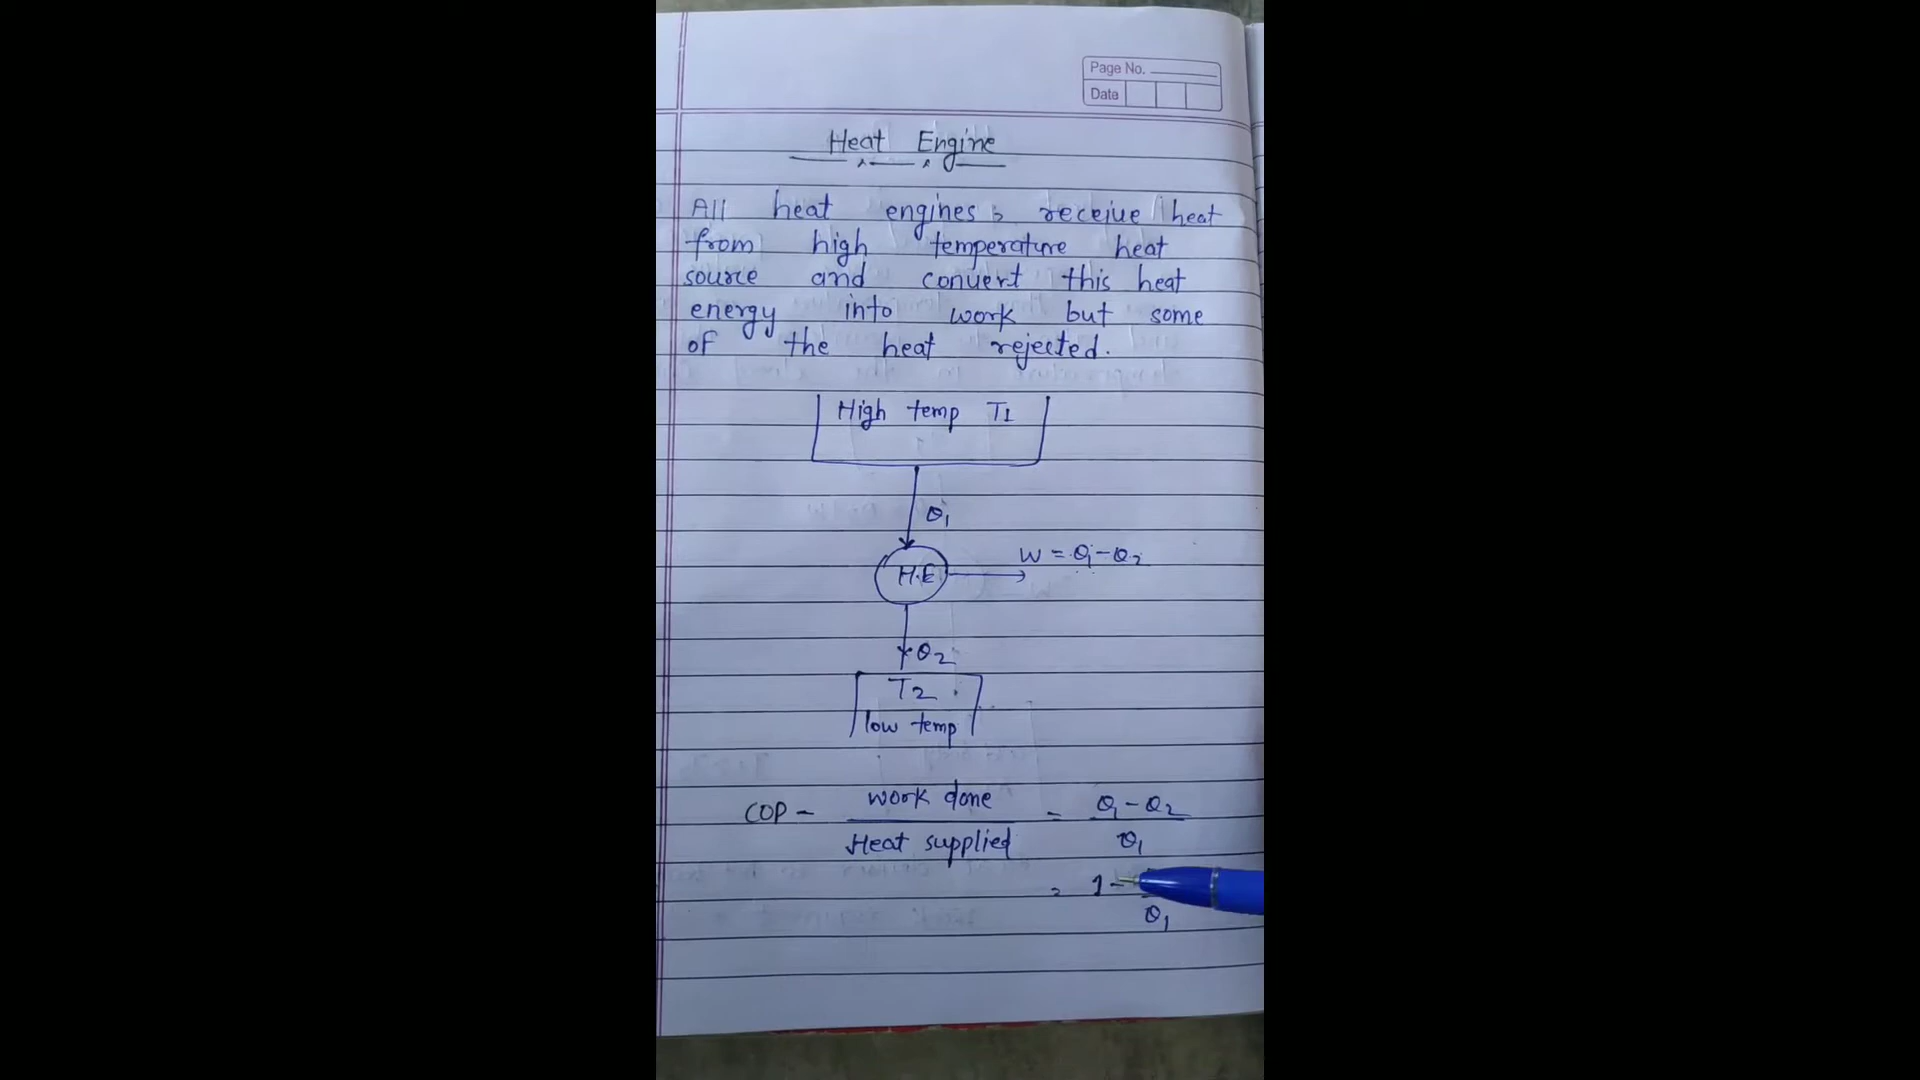 Page No.
Date
Heat Engine
All heat engines, receive heat
from high temperature heat
source and convert this heat
energy into work but some
of the heat rejected.
High temp T1
Q1
H.E
W = Q1 - Q2
Q2
T2
low temp
COP - work done / Heat supplied = Q1 - Q2 / Q1
= 1 - / Q1